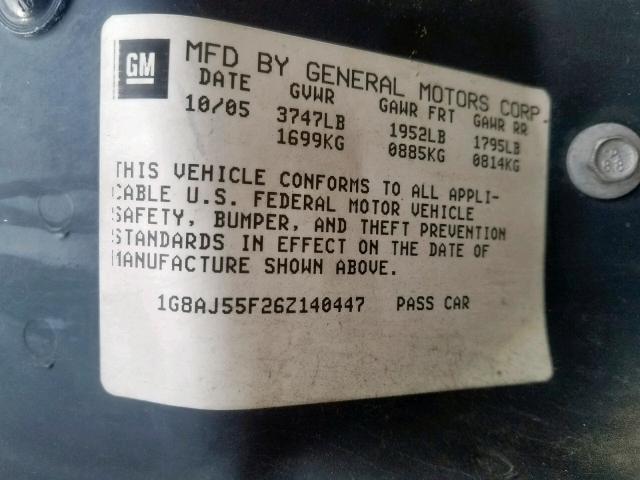 GM
MFD BY GENERAL MOTORS CORP
DATE GVWR GAWR FRT GAWR RR
10/05 3747LB 1952LB 1795LB
1699KG 0885KG 0814KG
THIS VEHICLE CONFORMS TO ALL APPLI-
CABLE U.S. FEDERAL MOTOR VEHICLE
SAFETY, BUMPER, AND THEFT PREVENTION
STANDARDS IN EFFECT ON THE DATE OF
MANUFACTURE SHOWN ABOVE.
1G8AJ55F26Z140447 PASS CAR